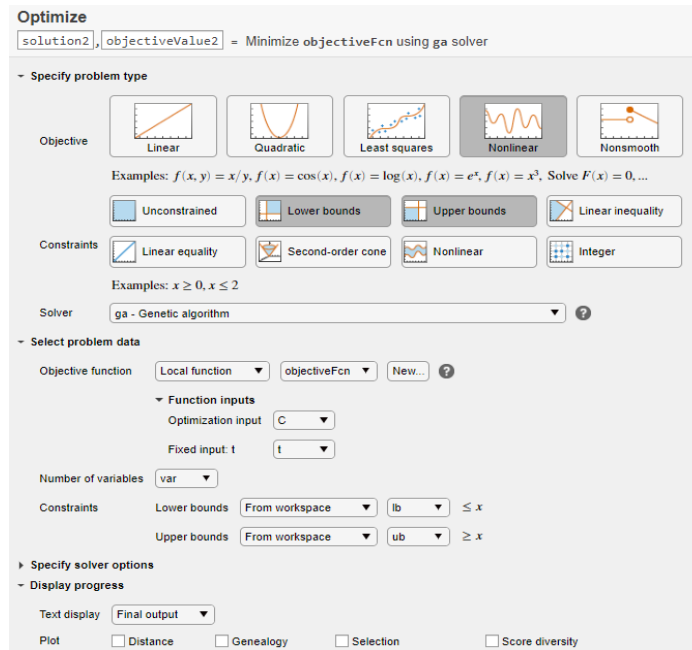 Optimize
solution2 , objectiveValue2 = Minimize objectiveFcn using ga solver
Specify problem type
Objective
Linear
Quadratic
Least squares
Nonlinear
Nonsmooth
Examples: f(x, y) = x/y, f(x) = cos(x), f(x) = log(x), f(x) = eˣ, f(x) = x³, Solve F(x) = 0, ...
Constraints
Unconstrained
Lower bounds
Upper bounds
Linear inequality
Linear equality
Second-order cone
Nonlinear
Integer
Examples: x ≥ 0, x ≤ 2
Solver ga - Genetic algorithm ?
Select problem data
Objective function Local function objectiveFcn New... ?
Function inputs
Optimization input C
Fixed input: t t
Number of variables var
Constraints Lower bounds From workspace lb ≤ x
Upper bounds From workspace ub ≥ x
Specify solver options
Display progress
Text display Final output
Plot Distance Genealogy Selection Score diversity